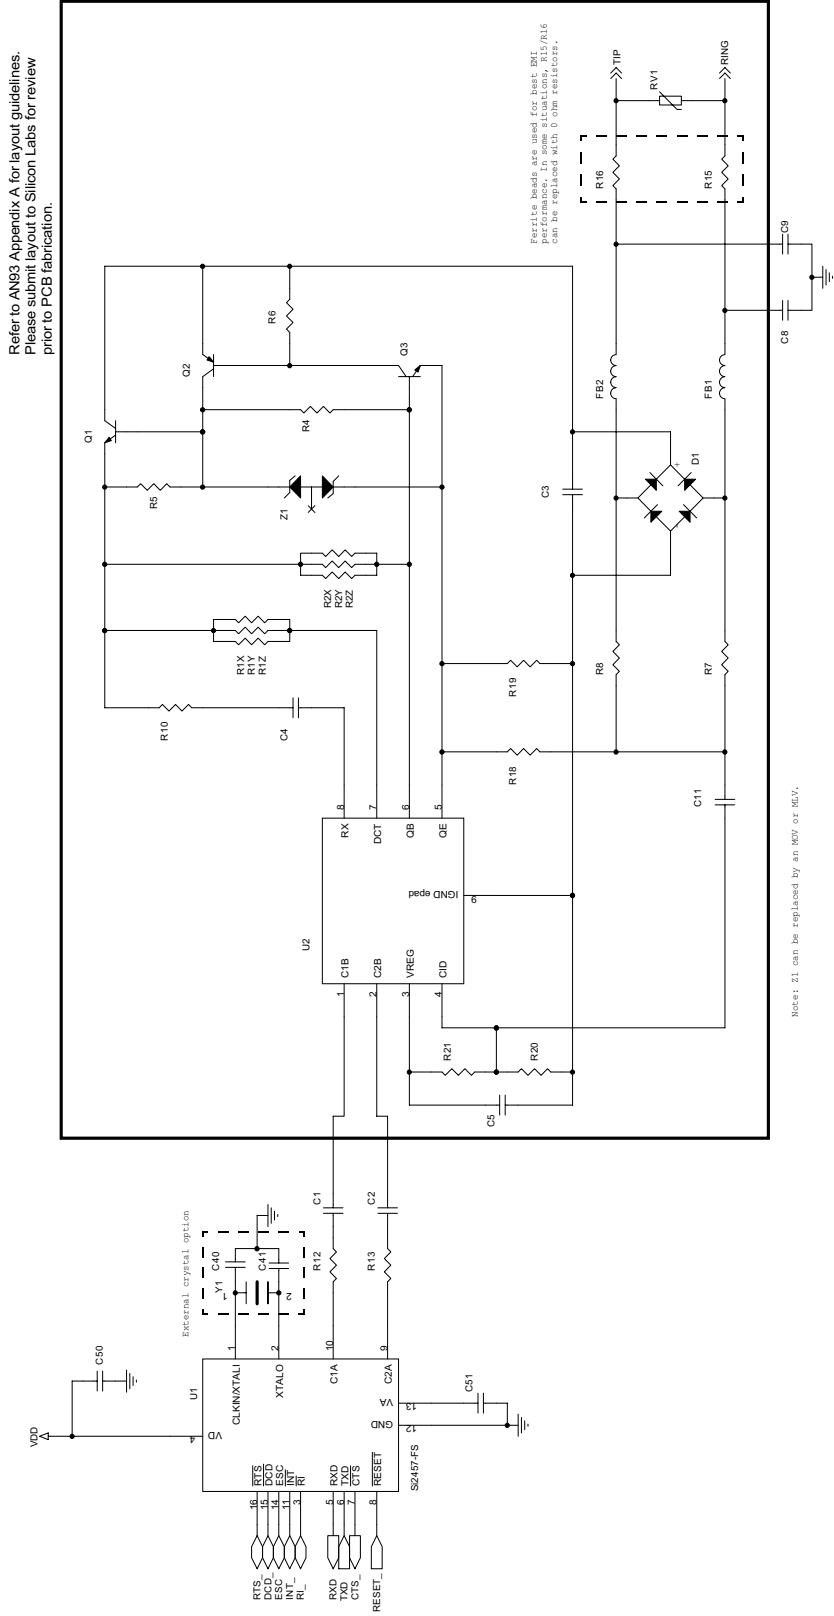 Refer to AN93 Appendix A for layout guidelines.
Please submit layout to Silicon Labs for review
prior to PCB fabrication.
Ferrite beads are used for best EMI
performance. In some situations, R15/R16
can be replaced with 0 ohm resistors.
TIP
RING
RV1
R16
R15
C9
C8
FB2
FB1
D1
+
-
R6
Q3
Q2
Q1
R4
R5
Z1
C3
R2X
R2Y
R2Z
R1X
R1Y
R1Z
R10
C4
R19
R18
R8
R7
C11
U2
RX
8
DCT
7
QB
6
QE
5
IGND epad
9
C1B
1
C2B
2
VREG
3
CID
4
R21
R20
C5
Note: Z1 can be replaced by an MOV or MLV.
External crystal option
C40
C41
Y1
1
2
C1
C2
R12
R13
VDD
C50
U1
CLKIN/XTALI
1
XTALO
2
C1A
10
C2A
9
VD
4
VA
13
GND
12
C51
Si2457-FS
RTS
16
DCD
15
ESC
14
INT
11
RI
3
RXD
5
TXD
6
CTS
7
RESET
8
RTS_
DCD_
ESC
INT_
RI_
RXD
TXD
CTS_
RESET_